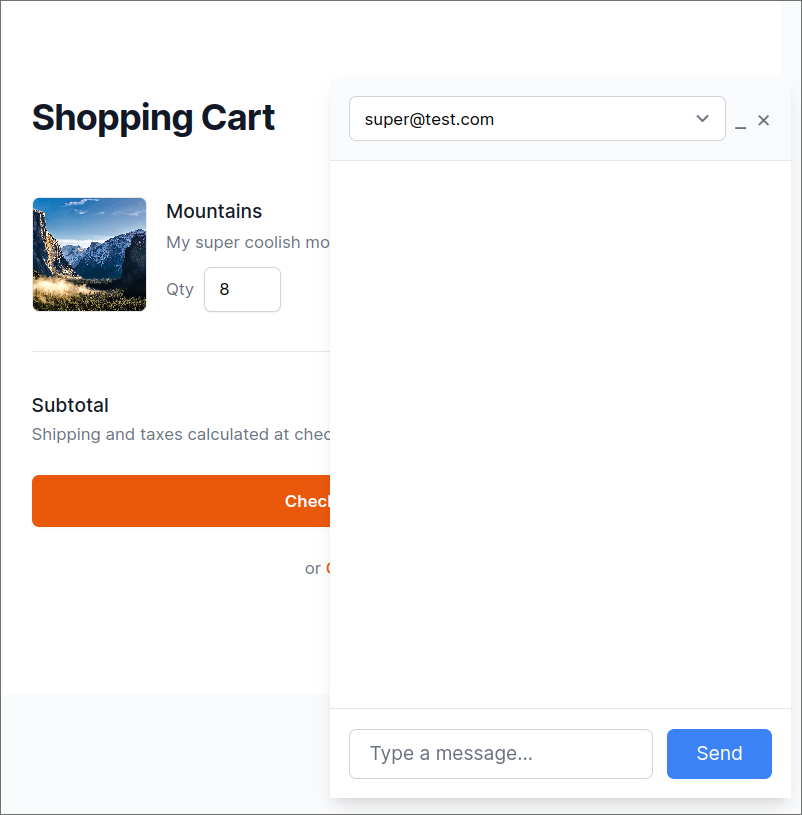 Shopping Cart
super@test.com
Mountains
My super coolish mo
Qty 8
Subtotal
Shipping and taxes calculated at chec
Check
or
Type a message...
Send